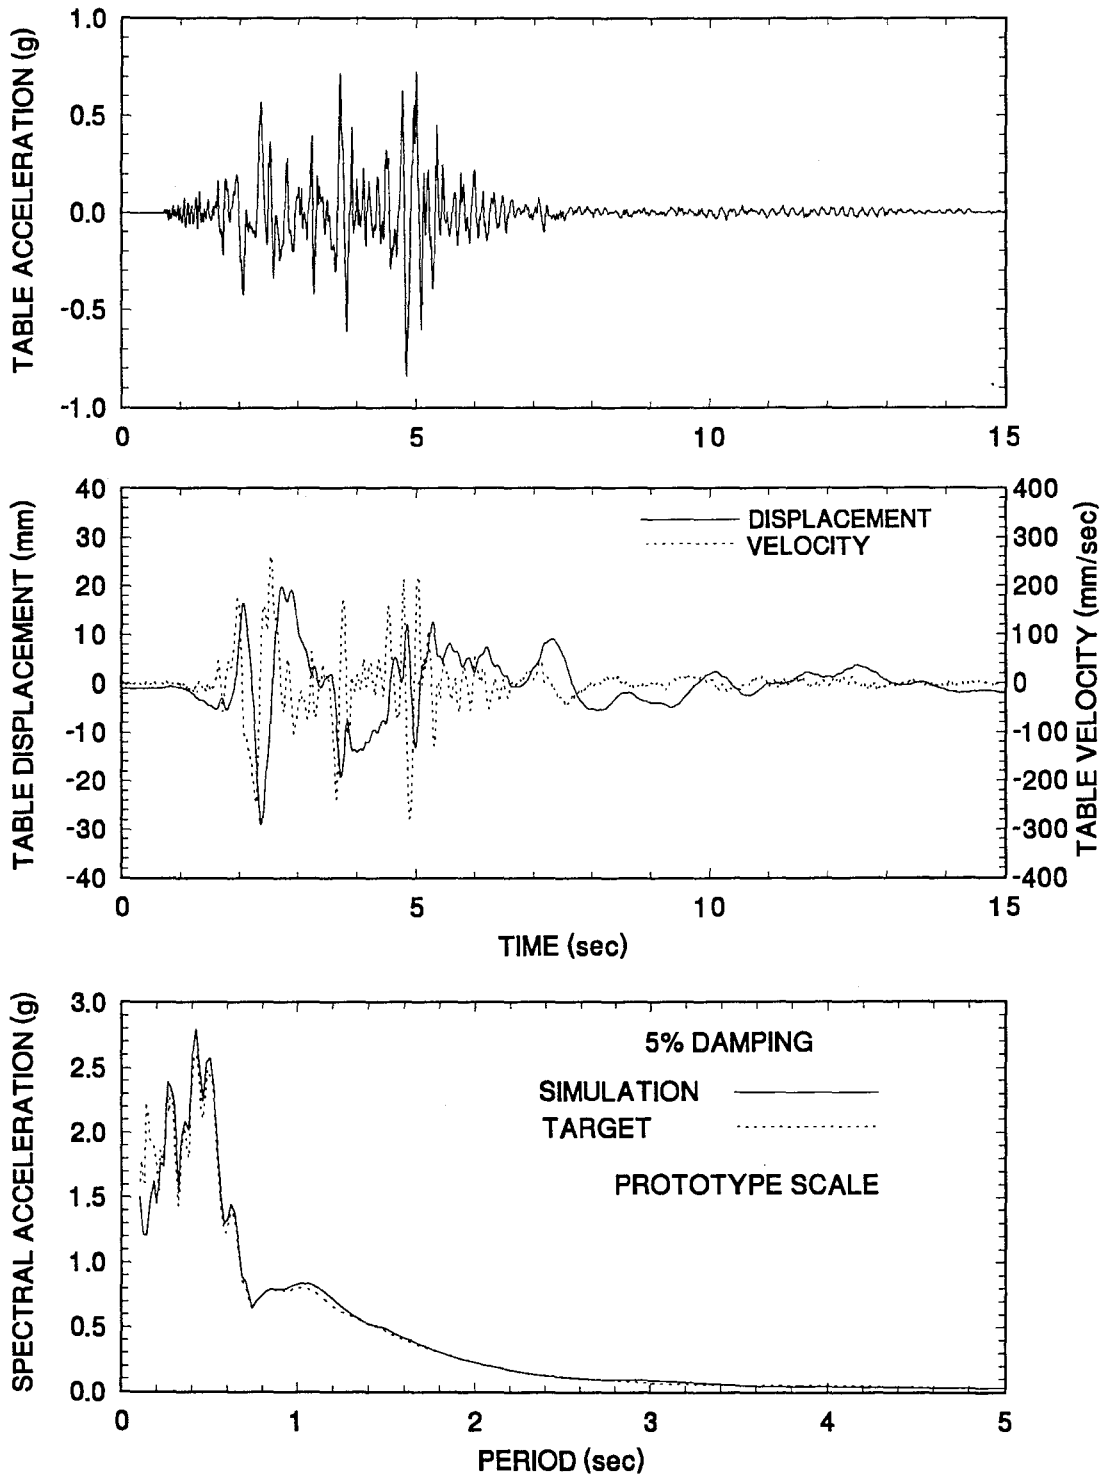 TABLE ACCELERATION (g)
1.0
0.5
0.0
-0.5
-1.0
0 5 10 15
TABLE DISPLACEMENT (mm)
40
30
20
10
0
-10
-20
-30
-40
DISPLACEMENT
VELOCITY
400
300
200
100
0
-100
-200
-300
-400
TABLE VELOCITY (mm/sec)
0 5 10 15
TIME (sec)
SPECTRAL ACCELERATION (g)
3.0
2.5
2.0
1.5
1.0
0.5
0.0
5% DAMPING
SIMULATION
TARGET
PROTOTYPE SCALE
0 1 2 3 4 5
PERIOD (sec)